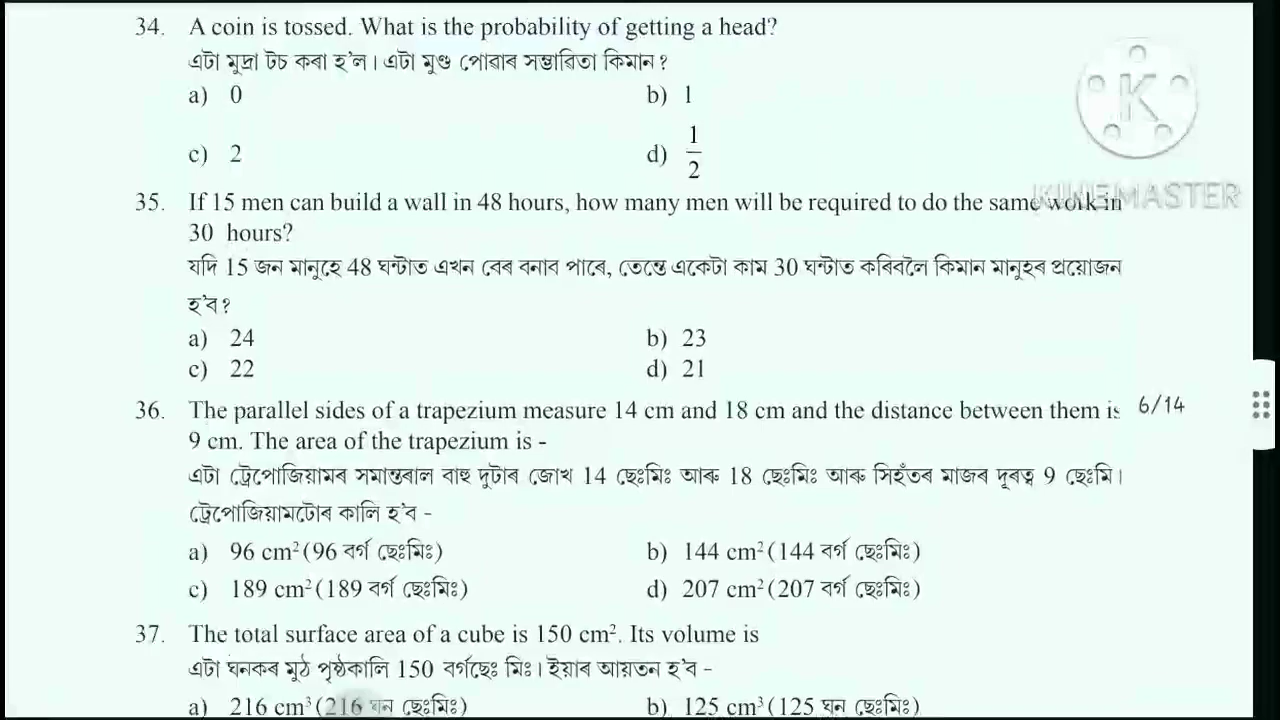 34. A coin is tossed. What is the probability of getting a head?
এটা মুদ্ৰা টচ কৰা হ'ল। এটা মুণ্ড পোৱাৰ সম্ভাৱিতা কিমান?
a) 0 b) 1
c) 2 d) 1/2
K
KINEMASTER
35. If 15 men can build a wall in 48 hours, how many men will be required to do the same work in
30 hours?
যদি 15 জন মানুহে 48 ঘন্টাত এখন বেৰ বনাব পাৰে, তেন্তে একেটা কাম 30 ঘন্টাত কৰিবলৈ কিমান মানুহৰ প্ৰয়োজন
হ'ব?
a) 24 b) 23
c) 22 d) 21
36. The parallel sides of a trapezium measure 14 cm and 18 cm and the distance between them is
6/14
9 cm. The area of the trapezium is -
এটা ট্ৰেপোজিয়ামৰ সমান্তৰাল বাহু দুটাৰ জোখ 14 ছেঃমিঃ আৰু 18 ছেঃমিঃ আৰু সিহঁতৰ মাজৰ দূৰত্ব 9 ছেঃমি।
ট্ৰেপোজিয়ামটোৰ কালি হ'ব -
a) 96 cm² (96 বৰ্গ ছেঃমিঃ) b) 144 cm² (144 বৰ্গ ছেঃমিঃ)
c) 189 cm² (189 বৰ্গ ছেঃমিঃ) d) 207 cm² (207 বৰ্গ ছেঃমিঃ)
37. The total surface area of a cube is 150 cm². Its volume is
এটা ঘনকৰ মুঠ পৃষ্ঠকালি 150 বৰ্গছেঃ মিঃ। ইয়াৰ আয়তন হ'ব -
a) 216 cm³ (216 ঘন ছেঃমিঃ) b) 125 cm³ (125 ঘন ছেঃমিঃ)